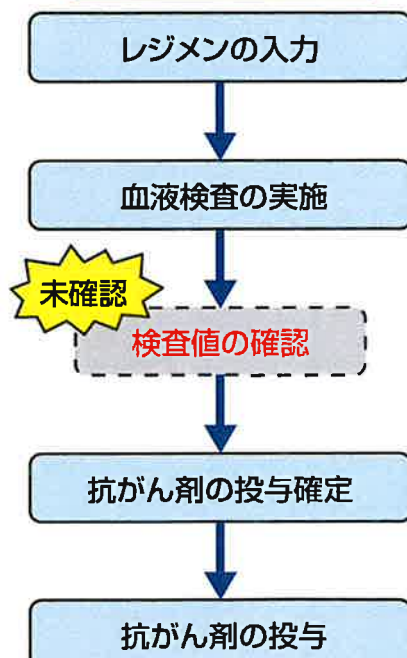 レジメンの入力
血液検査の実施
未確認
検査値の確認
抗がん剤の投与確定
抗がん剤の投与